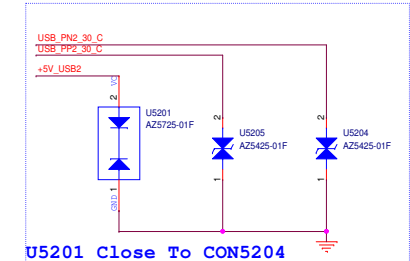 USB_PN2_30_C
USB_PP2_30_C
+5V_USB2
VC
2
U5201
AZ5725-01F
GND
1
2
U5205
AZ5425-01F
1
2
U5204
AZ5425-01F
1
U5201 Close To CON5204